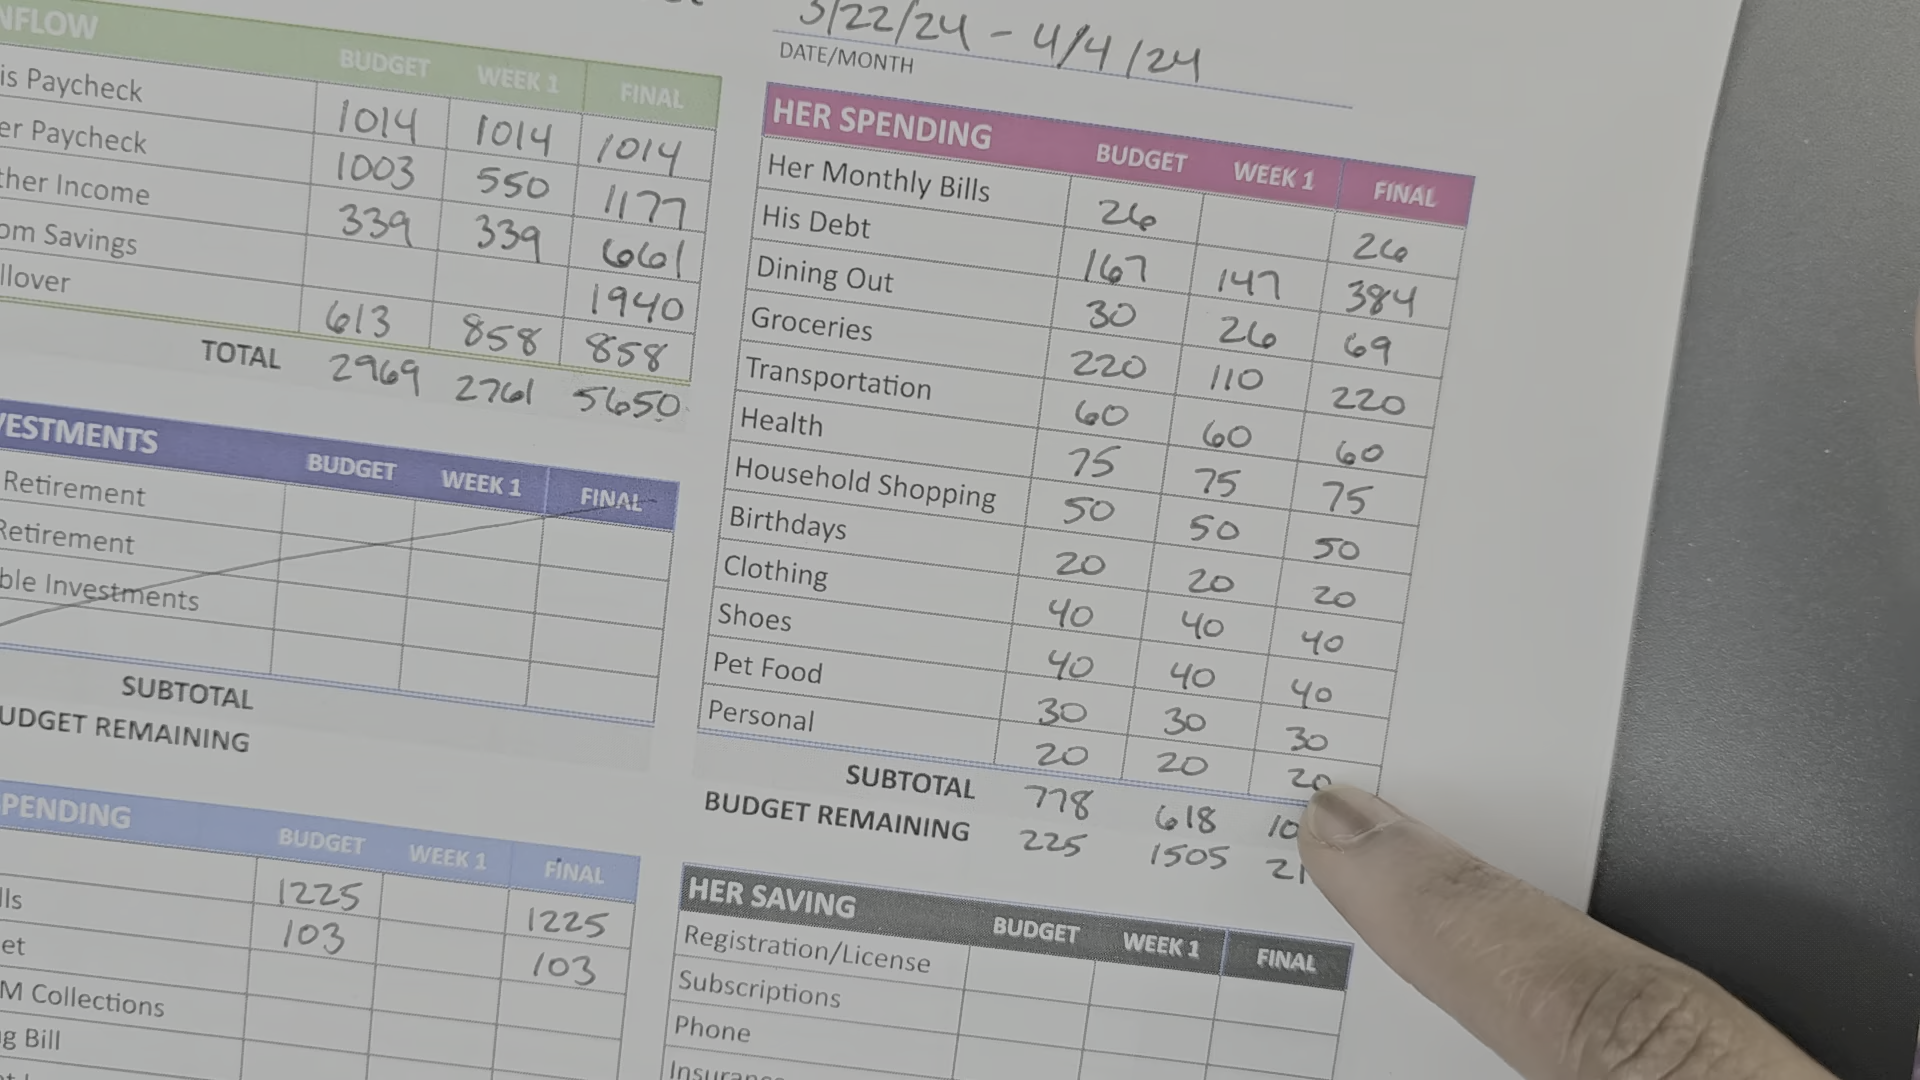 3/22/24 - 4/4/24
DATE/MONTH
NFLOW BUDGET WEEK 1 FINAL
is Paycheck 1014 1014 1014
er Paycheck 1003 550 1177
ther Income 339 339 661
om Savings 1940
llover 613 858 858
TOTAL 2969 2761 5650
VESTMENTS BUDGET WEEK 1 FINAL
Retirement
Retirement
ble Investments
SUBTOTAL
UDGET REMAINING
PENDING BUDGET WEEK 1 FINAL
lls 1225 1225
et 103 103
M Collections
g Bill
HER SPENDING BUDGET WEEK 1 FINAL
Her Monthly Bills 26 26
His Debt 167 147 384
Dining Out 30 26 69
Groceries 220 110 220
Transportation 60 60 60
Health 75 75 75
Household Shopping 50 50 50
Birthdays 20 20 20
Clothing 40 40 40
Shoes 40 40 40
Pet Food 30 30 30
Personal 20 20 20
SUBTOTAL 778 618 10
BUDGET REMAINING 225 1505 21
HER SAVING BUDGET WEEK 1 FINAL
Registration/License
Subscriptions
Phone
Insurance